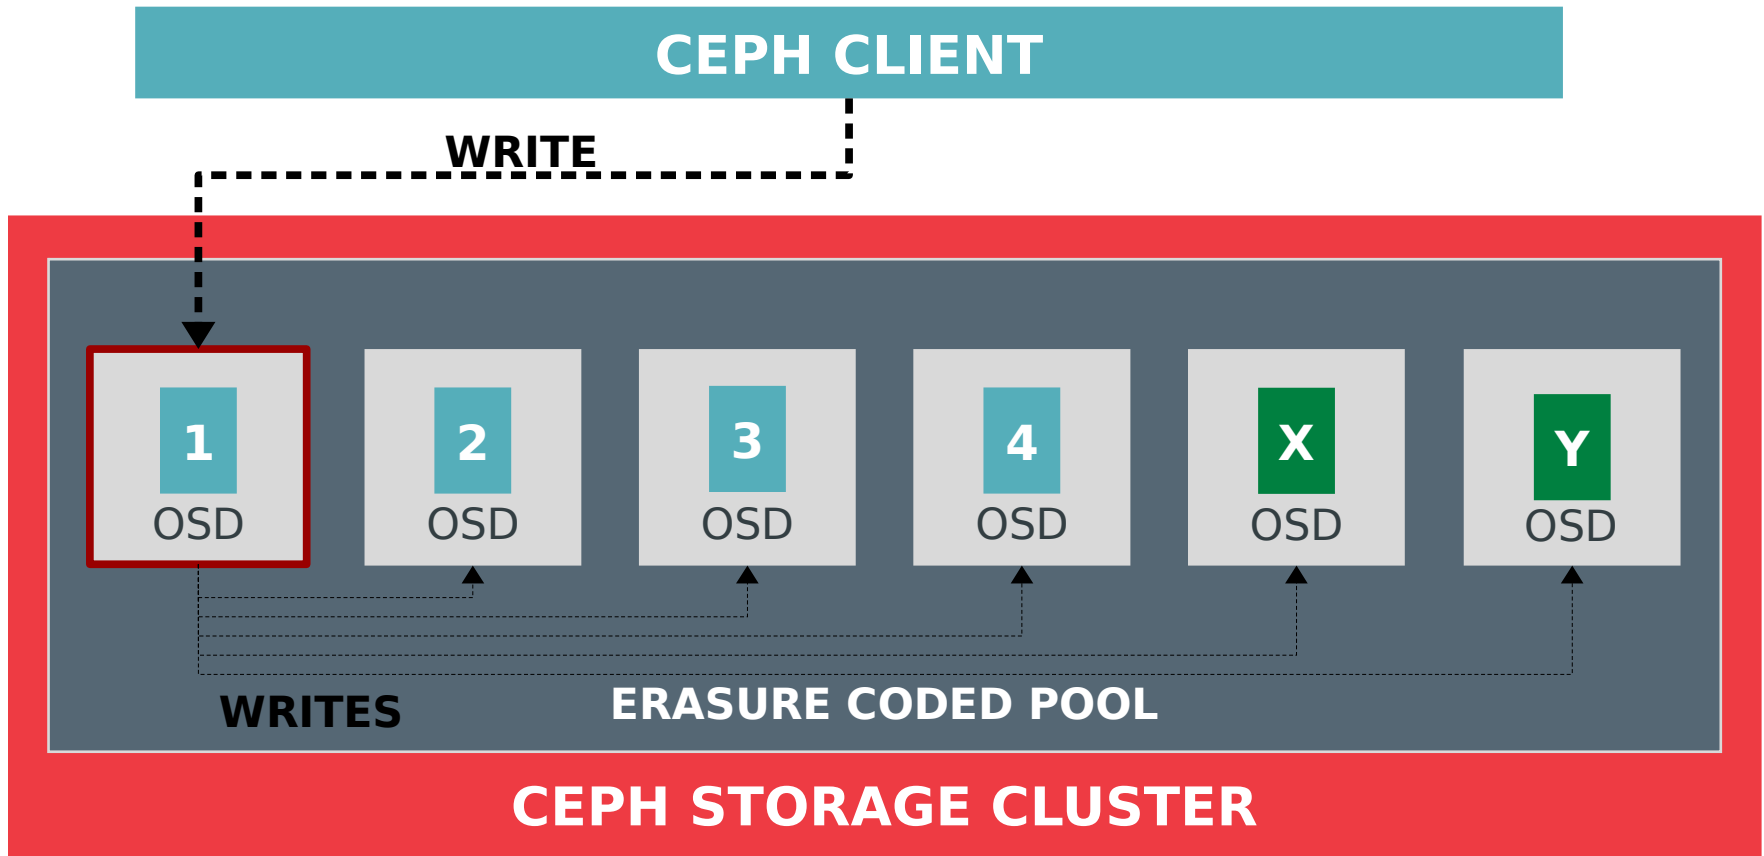 CEPH CLIENT
WRITE
1
OSD
2
OSD
3
OSD
4
OSD
X
OSD
Y
OSD
WRITES
ERASURE CODED POOL
CEPH STORAGE CLUSTER